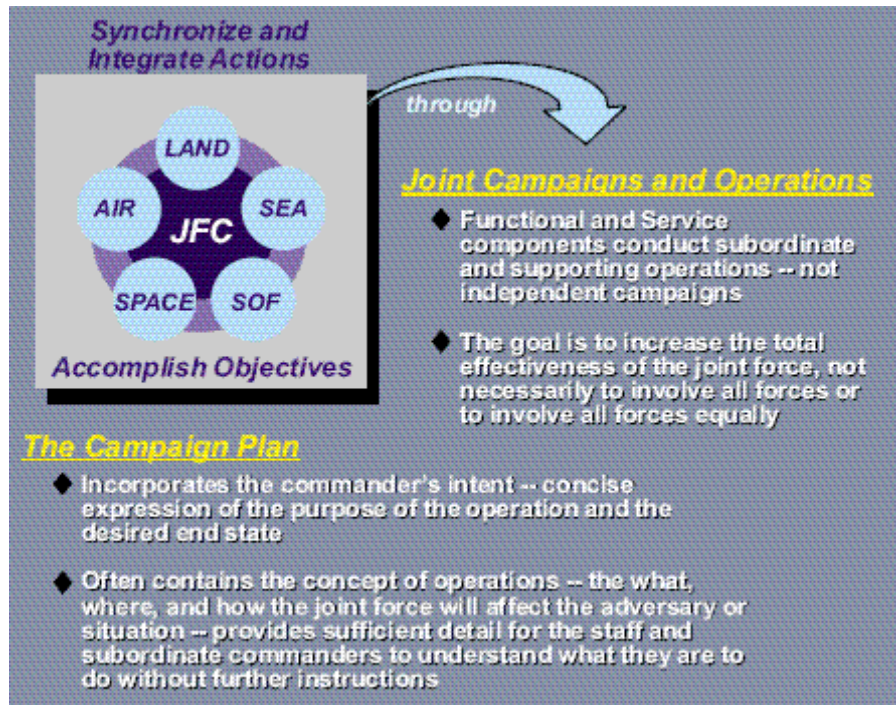 Synchronize and
Integrate Actions
through
LAND
AIR
SEA
JFC
SPACE
SOF
Accomplish Objectives
Joint Campaigns and Operations
Functional and Service
components conduct subordinate
and supporting operations -- not
independent campaigns
The goal is to increase the total
effectiveness of the joint force, not
necessarily to involve all forces or
to involve all forces equally
The Campaign Plan
Incorporates the commander's intent -- concise
expression of the purpose of the operation and the
desired end state
Often contains the concept of operations -- the what,
where, and how the joint force will affect the adversary or
situation -- provides sufficient detail for the staff and
subordinate commanders to understand what they are to
do without further instructions